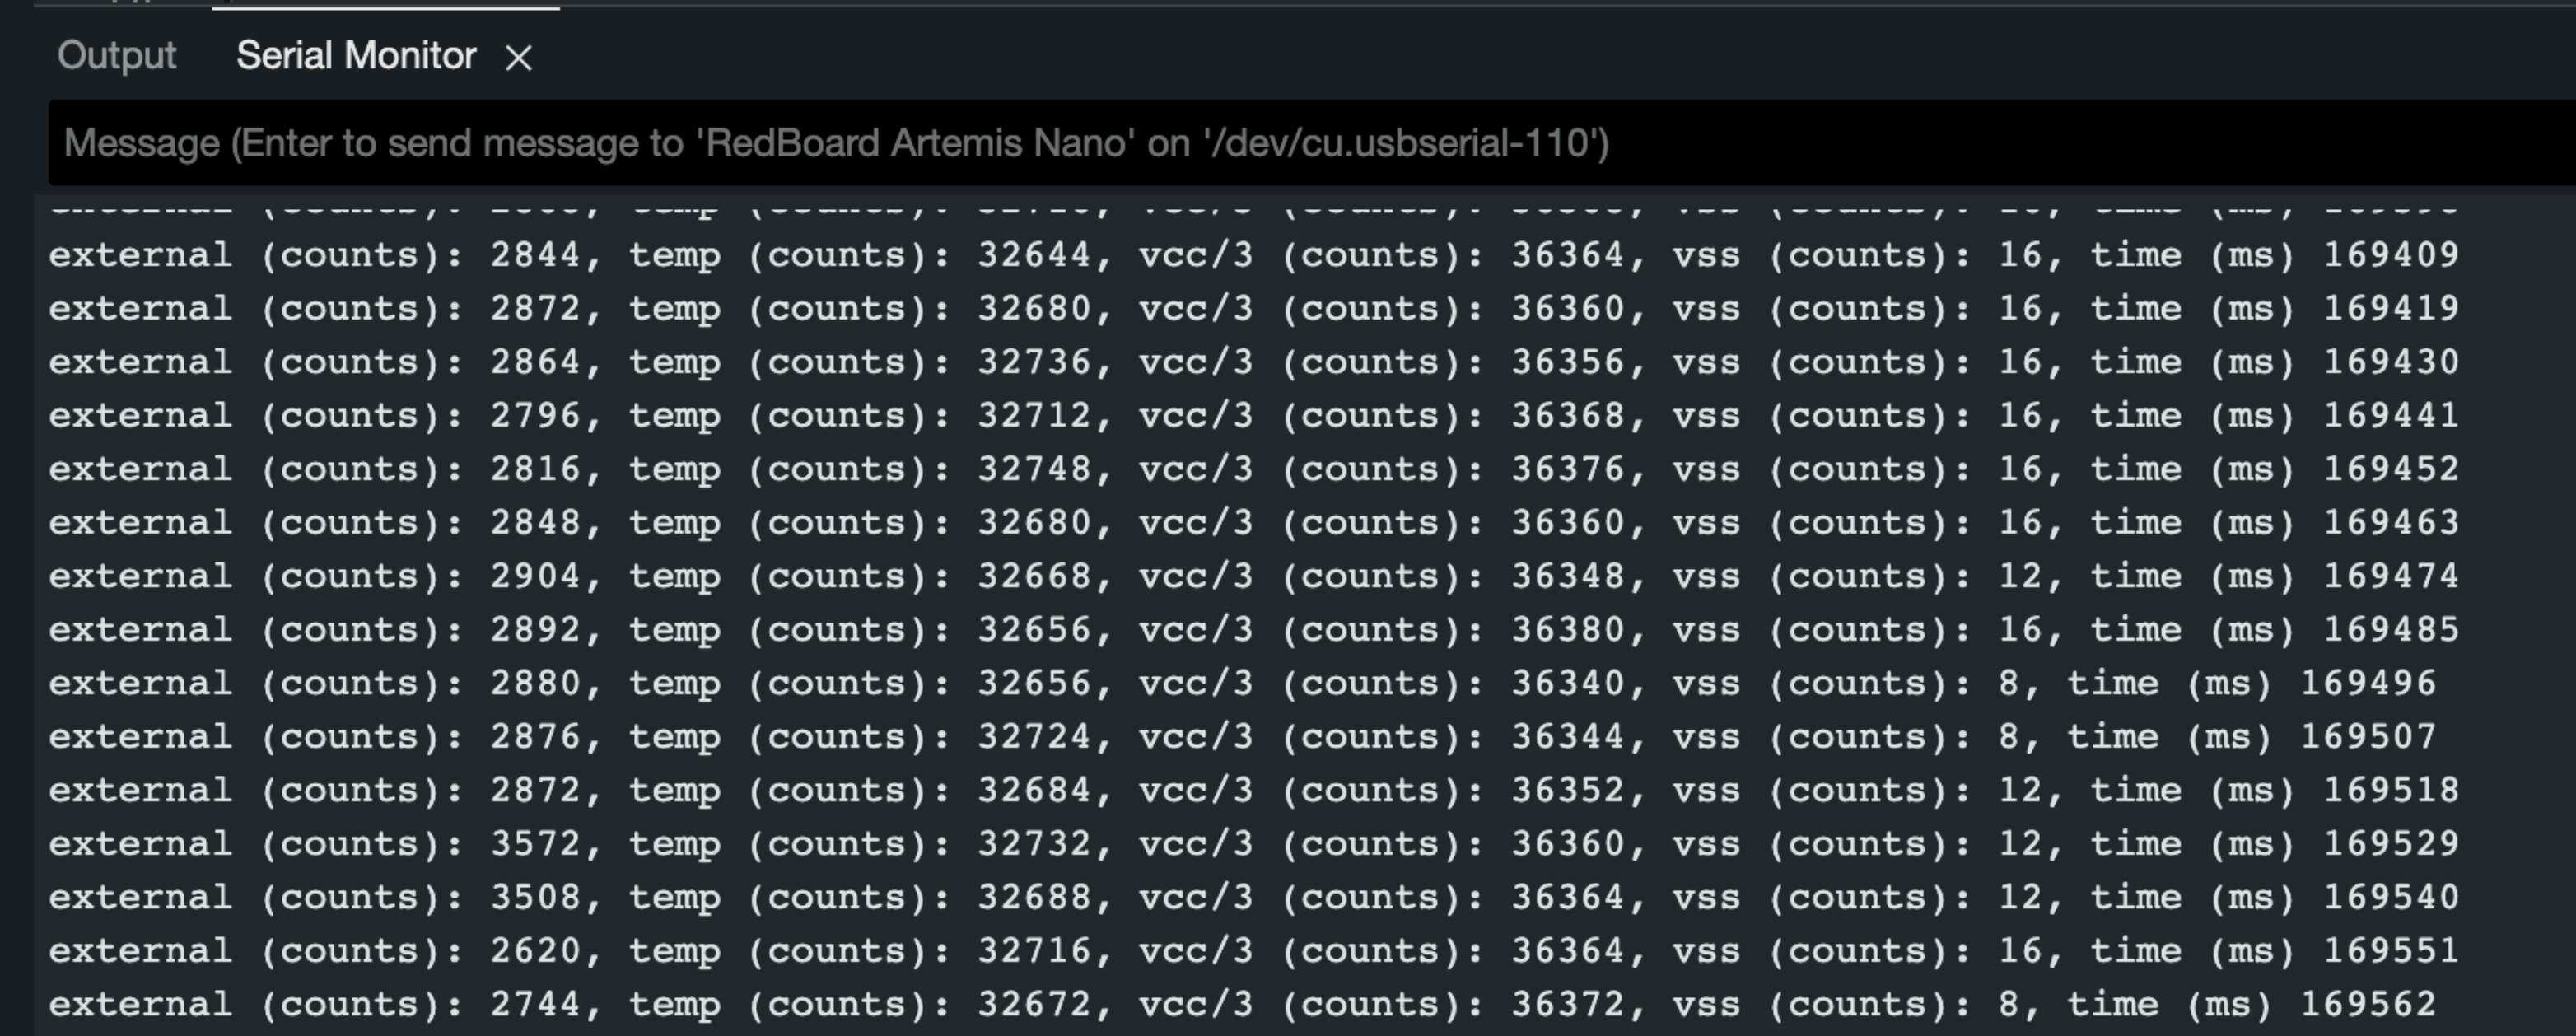 Output Serial Monitor ×
Message (Enter to send message to 'RedBoard Artemis Nano' on '/dev/cu.usbserial-110')
external (counts): 2844, temp (counts): 32644, vcc/3 (counts): 36364, vss (counts): 16, time (ms) 169409
external (counts): 2872, temp (counts): 32680, vcc/3 (counts): 36360, vss (counts): 16, time (ms) 169419
external (counts): 2864, temp (counts): 32736, vcc/3 (counts): 36356, vss (counts): 16, time (ms) 169430
external (counts): 2796, temp (counts): 32712, vcc/3 (counts): 36368, vss (counts): 16, time (ms) 169441
external (counts): 2816, temp (counts): 32748, vcc/3 (counts): 36376, vss (counts): 16, time (ms) 169452
external (counts): 2848, temp (counts): 32680, vcc/3 (counts): 36360, vss (counts): 16, time (ms) 169463
external (counts): 2904, temp (counts): 32668, vcc/3 (counts): 36348, vss (counts): 12, time (ms) 169474
external (counts): 2892, temp (counts): 32656, vcc/3 (counts): 36380, vss (counts): 16, time (ms) 169485
external (counts): 2880, temp (counts): 32656, vcc/3 (counts): 36340, vss (counts): 8, time (ms) 169496
external (counts): 2876, temp (counts): 32724, vcc/3 (counts): 36344, vss (counts): 8, time (ms) 169507
external (counts): 2872, temp (counts): 32684, vcc/3 (counts): 36352, vss (counts): 12, time (ms) 169518
external (counts): 3572, temp (counts): 32732, vcc/3 (counts): 36360, vss (counts): 12, time (ms) 169529
external (counts): 3508, temp (counts): 32688, vcc/3 (counts): 36364, vss (counts): 12, time (ms) 169540
external (counts): 2620, temp (counts): 32716, vcc/3 (counts): 36364, vss (counts): 16, time (ms) 169551
external (counts): 2744, temp (counts): 32672, vcc/3 (counts): 36372, vss (counts): 8, time (ms) 169562